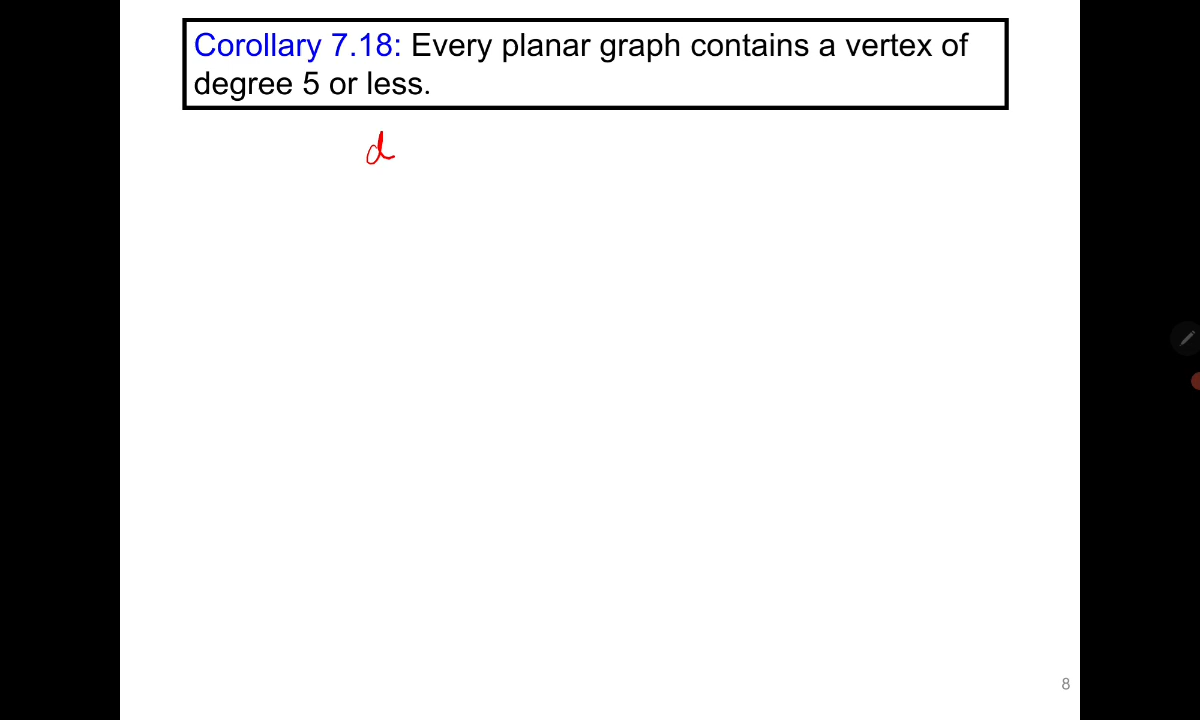 Corollary 7.18: Every planar graph contains a vertex of
degree 5 or less.
d
8